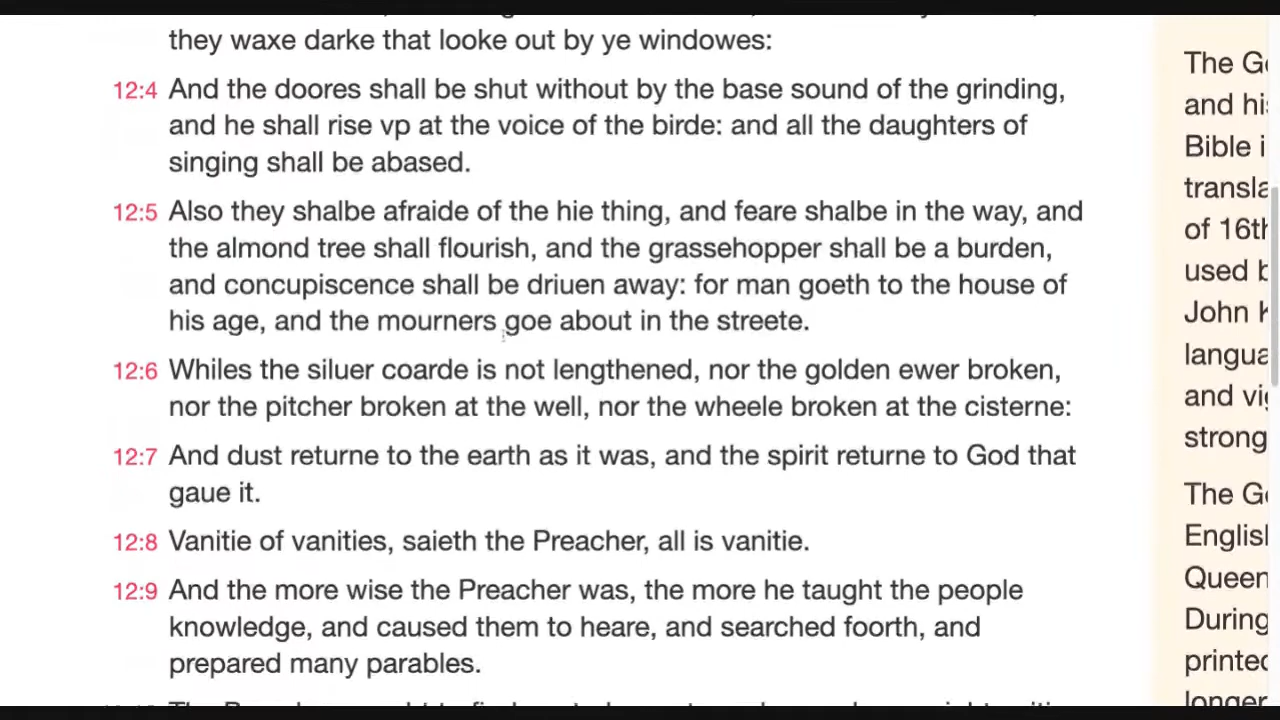 they waxe darke that looke out by ye windowes:
12:4 And the doores shall be shut without by the base sound of the grinding,
and he shall rise vp at the voice of the birde: and all the daughters of
singing shall be abased.
12:5 Also they shalbe afraide of the hie thing, and feare shalbe in the way, and
the almond tree shall flourish, and the grassehopper shall be a burden,
and concupiscence shall be driuen away: for man goeth to the house of
his age, and the mourners goe about in the streete.
12:6 Whiles the siluer coarde is not lengthened, nor the golden ewer broken,
nor the pitcher broken at the well, nor the wheele broken at the cisterne:
12:7 And dust returne to the earth as it was, and the spirit returne to God that
gaue it.
12:8 Vanitie of vanities, saieth the Preacher, all is vanitie.
12:9 And the more wise the Preacher was, the more he taught the people
knowledge, and caused them to heare, and searched foorth, and
prepared many parables.
The G
and his
Bible i
transla
of 16th
used b
John K
langua
and vig
strong
The G
English
Queen
During
printed
longer